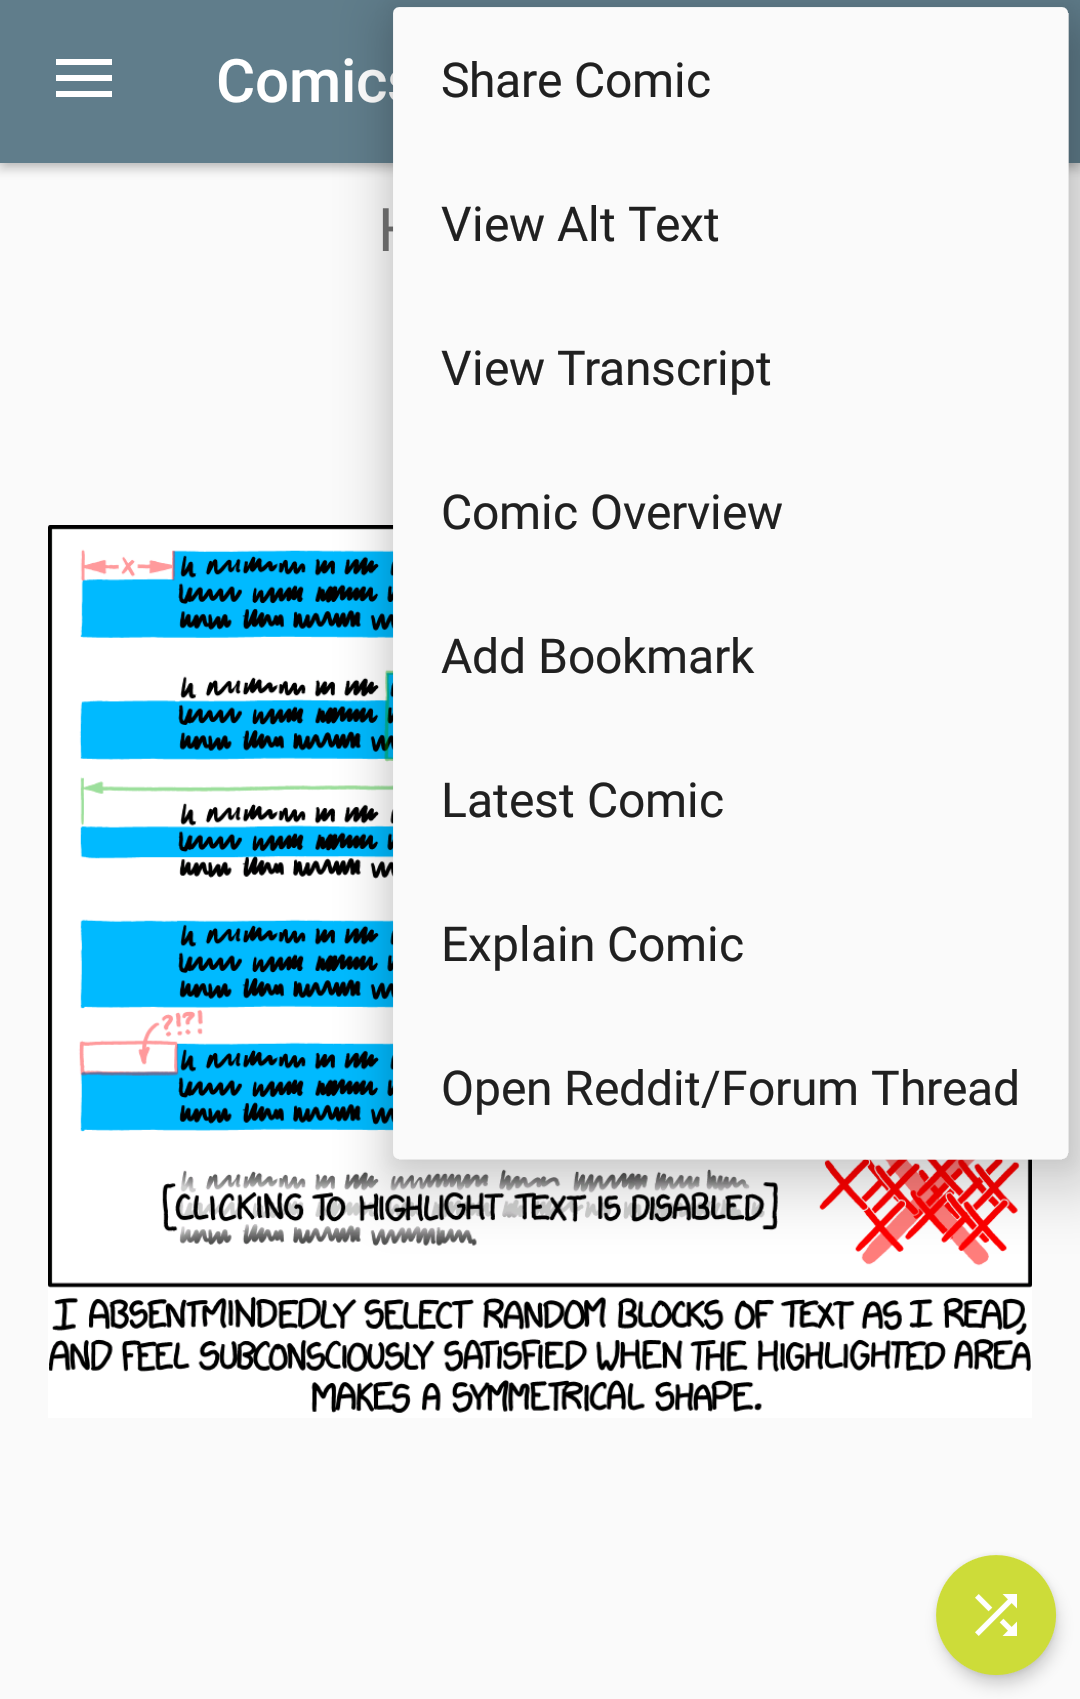 Comics
Share Comic
View Alt Text
View Transcript
Comic Overview
Add Bookmark
Latest Comic
Explain Comic
Open Reddit/Forum Thread
X
?!?!
[CLICKING TO HIGHLIGHT TEXT IS DISABLED]
I ABSENTMINDEDLY SELECT RANDOM BLOCKS OF TEXT AS I READ,
AND FEEL SUBCONSCIOUSLY SATISFIED WHEN THE HIGHLIGHTED AREA
MAKES A SYMMETRICAL SHAPE.